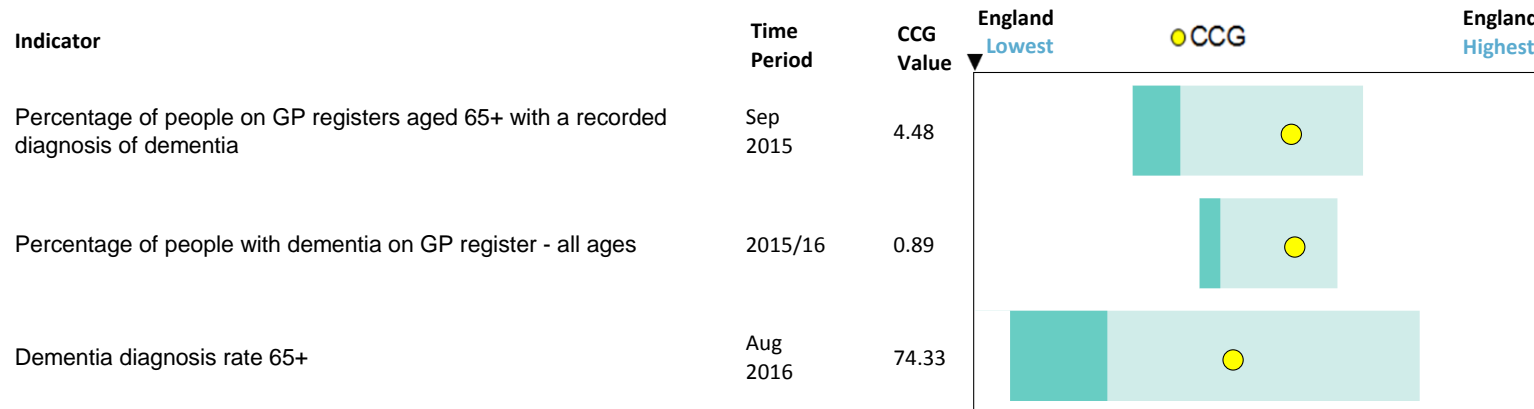 Indicator
Time
Period
CCG
Value
England
Lowest
CCG
England
Highest
Percentage of people on GP registers aged 65+ with a recorded
diagnosis of dementia
Sep
2015
4.48
Percentage of people with dementia on GP register - all ages
2015/16
0.89
Dementia diagnosis rate 65+
Aug
2016
74.33